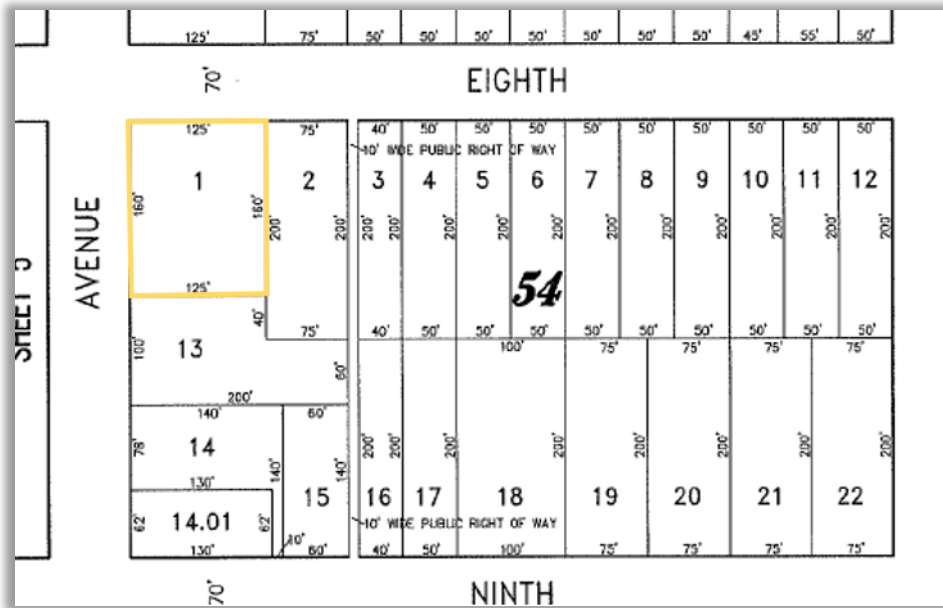 125' 75' 50' 50' 50' 50' 50' 50' 50' 45' 55' 50'
70' EIGHTH
125' 75' 40' 50' 50' 50' 50' 50' 50' 50' 50' 50'
10' WIDE PUBLIC RIGHT OF WAY
1 2 3 4 5 6 7 8 9 10 11 12
160' 160' 200' 200' 200' 200' 200' 200' 200' 200' 200' 200' 200'
AVENUE
54
125'
SHEET
40' 75' 40' 50' 50' 50' 50' 50' 50' 50' 50' 50'
100' 13 100' 75' 75' 75' 75'
60'
200'
140' 60'
78' 14 140' 140' 200' 200' 200' 200' 200' 200' 200' 200'
130'
15 16 17 18 19 20 21 22
62' 14.01 62' 10' WIDE PUBLIC RIGHT OF WAY
10'
130' 60' 40' 50' 100' 75' 75' 75' 75'
70' NINTH